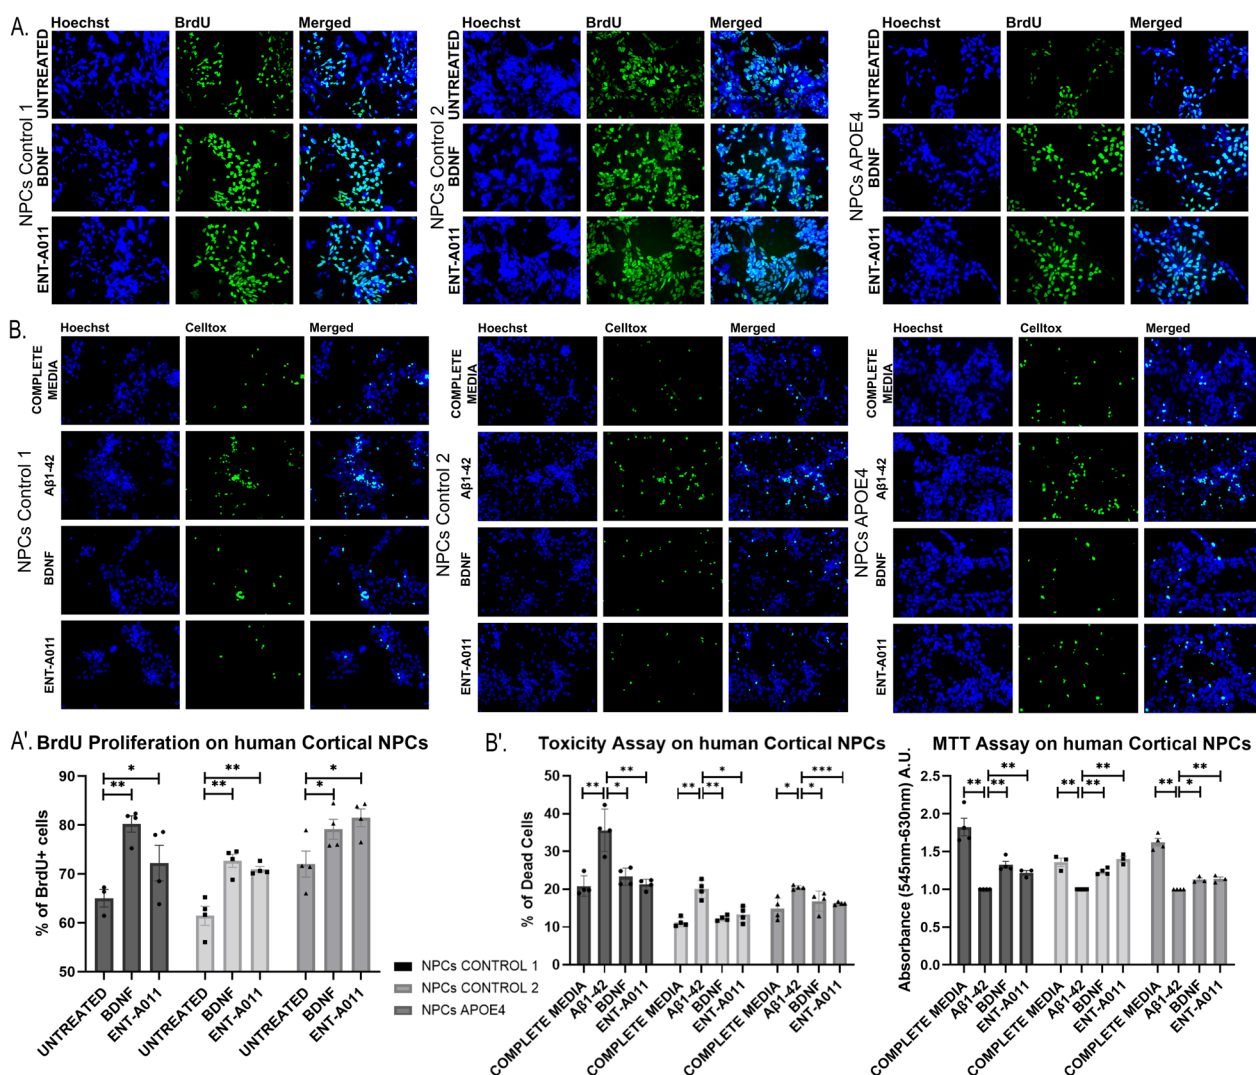 A.
Hoechst BrdU Merged
NPCs Control 1
UNTREATED
BDNF
ENT-A011
Hoechst BrdU Merged
NPCs Control 2
UNTREATED
BDNF
ENT-A011
Hoechst BrdU Merged
NPCs APOE4
UNTREATED
BDNF
ENT-A011
B.
Hoechst Celltox Merged
NPCs Control 1
COMPLETE
MEDIA
Aβ1-42
BDNF
ENT-A011
Hoechst Celltox Merged
NPCs Control 2
COMPLETE
MEDIA
Aβ1-42
BDNF
ENT-A011
Hoechst Celltox Merged
NPCs APOE4
COMPLETE
MEDIA
Aβ1-42
BDNF
ENT-A011
A'. BrdU Proliferation on human Cortical NPCs
% of BrdU+ cells
90
80
70
60
50
* ** ** ** * *
UNTREATED
BDNF
ENT-A011
UNTREATED
BDNF
ENT-A011
UNTREATED
BDNF
ENT-A011
NPCs CONTROL 1
NPCs CONTROL 2
NPCs APOE4
B'. Toxicity Assay on human Cortical NPCs
% of Dead Cells
50
40
30
20
10
0
** ** * ** * ** * *** *
COMPLETE MEDIA
Aβ1-42
BDNF
ENT-A011
COMPLETE MEDIA
Aβ1-42
BDNF
ENT-A011
COMPLETE MEDIA
Aβ1-42
BDNF
ENT-A011
MTT Assay on human Cortical NPCs
Absorbance (545nm-630nm) A.U.
2.5
2.0
1.5
1.0
0.5
0.0
** ** ** ** ** ** ** ** *
COMPLETE MEDIA
Aβ1-42
BDNF
ENT-A011
COMPLETE MEDIA
Aβ1-42
BDNF
ENT-A011
COMPLETE MEDIA
Aβ1-42
BDNF
ENT-A011